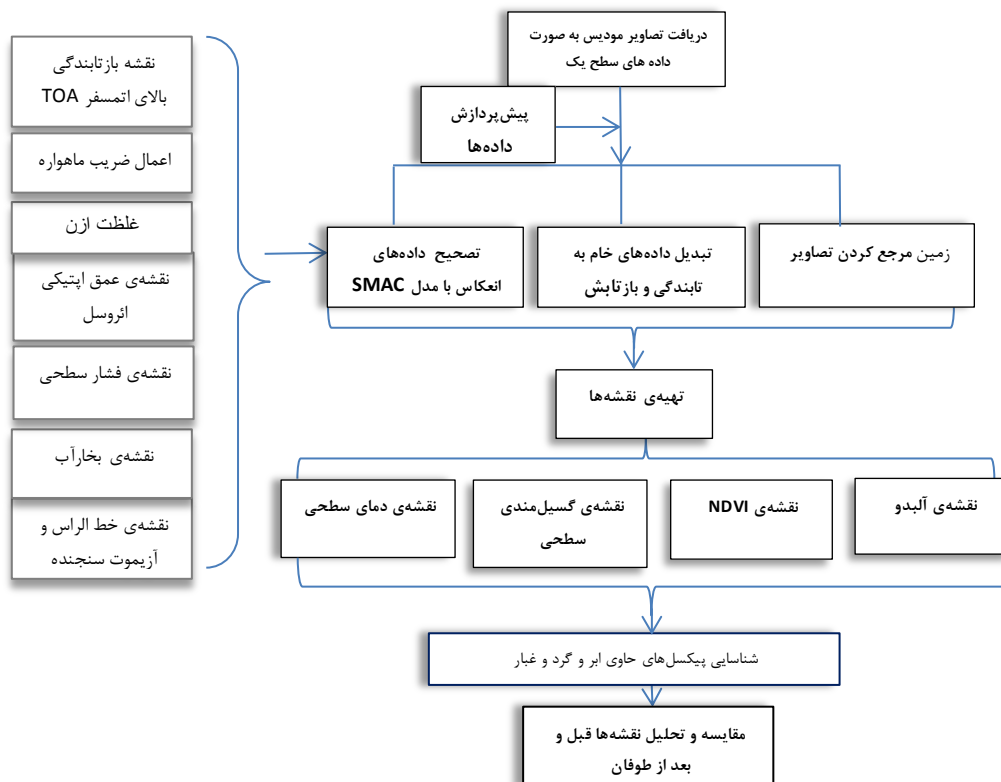 دریافت تصاویر مودیس به صورت
داده های سطح یک
پیش‌پردازش
داده‌ها
نقشه بازتابندگی
بالای اتمسفر TOA
اعمال ضریب ماهواره
غلظت ازن
نقشه‌ی عمق اپتیکی
ائروسل
نقشه‌ی فشار سطحی
نقشه‌ی بخارآب
نقشه‌ی خط الراس و
آزیموت سنجنده
زمین مرجع کردن تصاویر
تبدیل داده‌های خام به
تابندگی و بازتابش
تصحیح داده‌های
انعکاس با مدل SMAC
تهیه‌ی نقشه‌ها
نقشه‌ی آلبدو
نقشه‌ی NDVI
نقشه‌ی گسیل‌مندی
سطحی
نقشه‌ی دمای سطحی
شناسایی پیکسل‌های حاوی ابر و گرد و غبار
مقایسه و تحلیل نقشه‌ها قبل و
بعد از طوفان